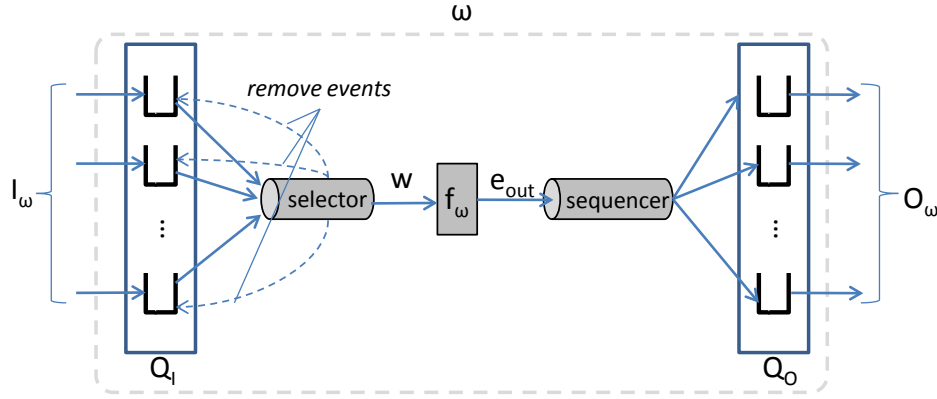 ω
remove events
I_ω
selector
w
f_ω
e_out
sequencer
O_ω
...
...
Q_I
Q_O